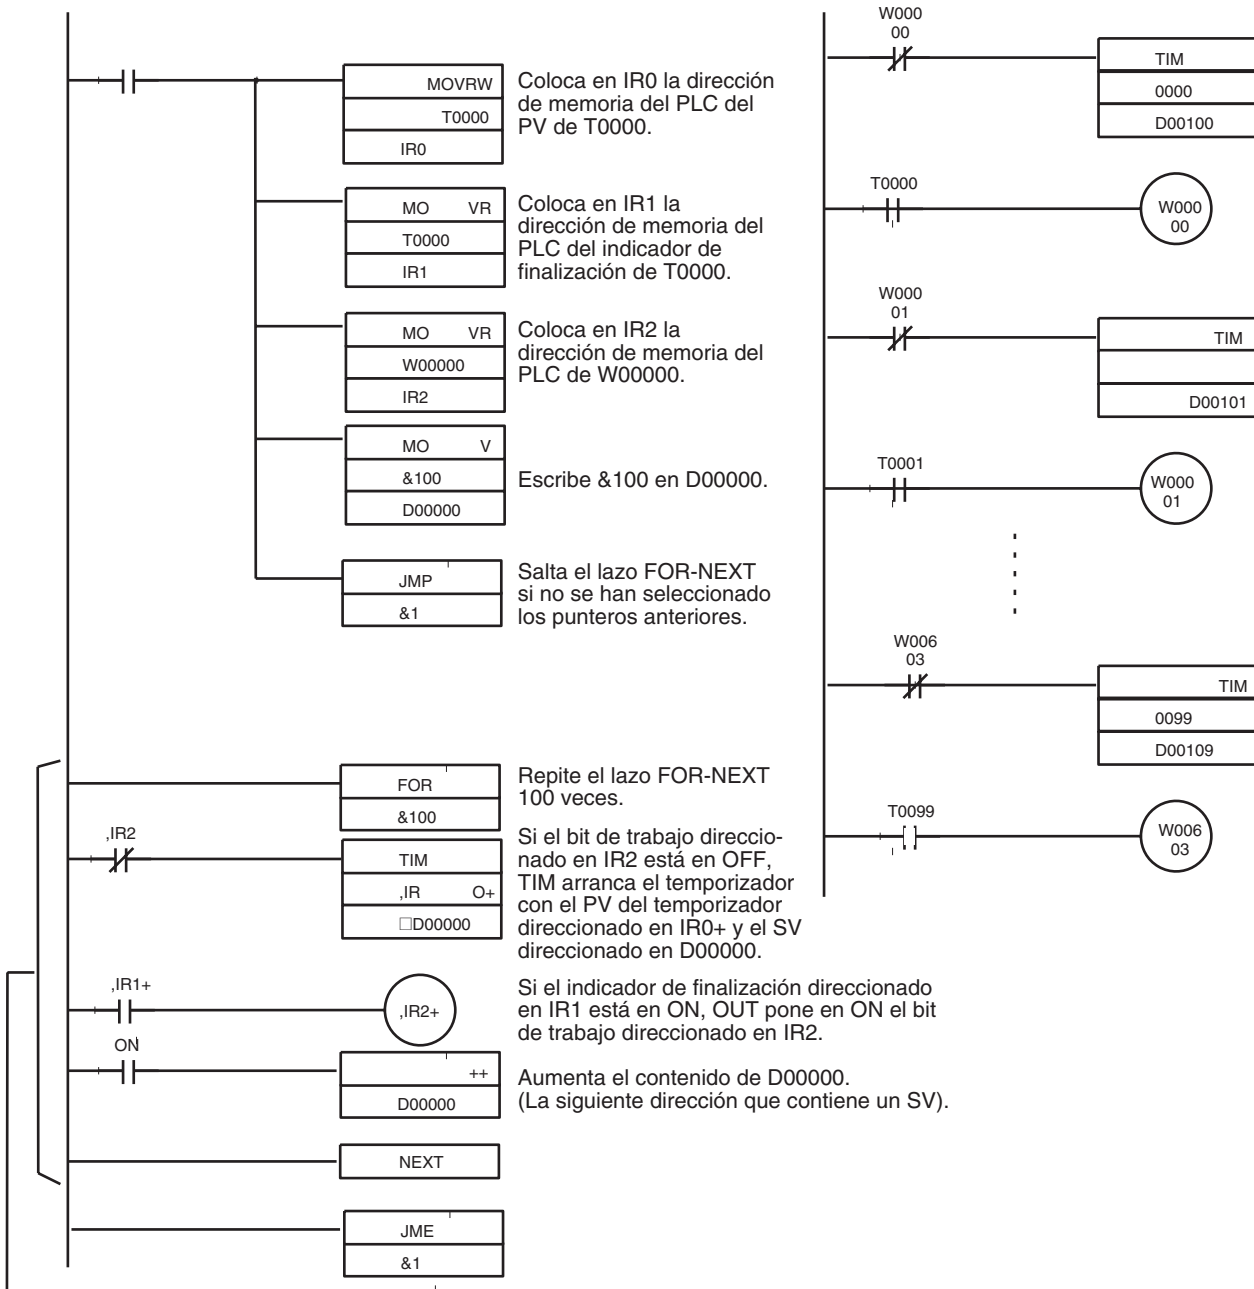 MOVRW
T0000
IR0
Coloca en IR0 la dirección
de memoria del PLC del
PV de T0000.
MO VR
T0000
IR1
Coloca en IR1 la
dirección de memoria del
PLC del indicador de
finalización de T0000.
MO VR
W00000
IR2
Coloca en IR2 la
dirección de memoria del
PLC de W00000.
MO V
&100
D00000
Escribe &100 en D00000.
JMP
&1
Salta el lazo FOR-NEXT
si no se han seleccionado
los punteros anteriores.
FOR
&100
Repite el lazo FOR-NEXT
100 veces.
,IR2
TIM
,IR O+
□D00000
Si el bit de trabajo direccio-
nado en IR2 está en OFF,
TIM arranca el temporizador
con el PV del temporizador
direccionado en IR0+ y el SV
direccionado en D00000.
,IR1+
,IR2+
Si el indicador de finalización direccionado
en IR1 está en ON, OUT pone en ON el bit
de trabajo direccionado en IR2.
ON
++
D00000
Aumenta el contenido de D00000.
(La siguiente dirección que contiene un SV).
NEXT
JME
&1
W000
00
TIM
0000
D00100
T0000
W000
00
W000
01
TIM
D00101
T0001
W000
01
W006
03
TIM
0099
D00109
T0099
W006
03